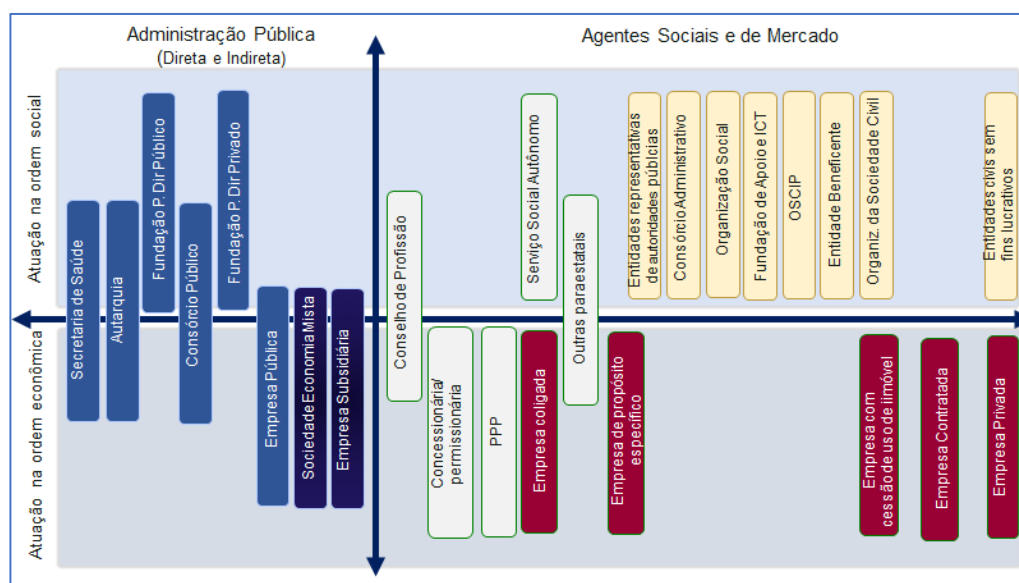 Administração Pública
(Direta e Indireta)
Agentes Sociais e de Mercado
Atuação na ordem social
Atuação na ordem econômica
Secretaria de Saúde
Autarquia
Fundação P. Dir Público
Consórcio Público
Fundação P. Dir Privado
Empresa Pública
Sociedade Economia Mista
Empresa Subsidiária
Conselho de Profissão
Concessionária/
permissionária
PPP
Serviço Social Autônomo
Empresa coligada
Outras paraestatais
Entidades representativas
de autoridades públcias
Empresa de propósito
específico
Consórcio Administrativo
Organização Social
Fundação de Apoio e ICT
OSCIP
Entidade Beneficente
Organiz. da Sociedade Civil
Empresa com
cessão de uso de iimóvel
Empresa Contratada
Entidades civis sem
fins lucrativos
Empresa Privada